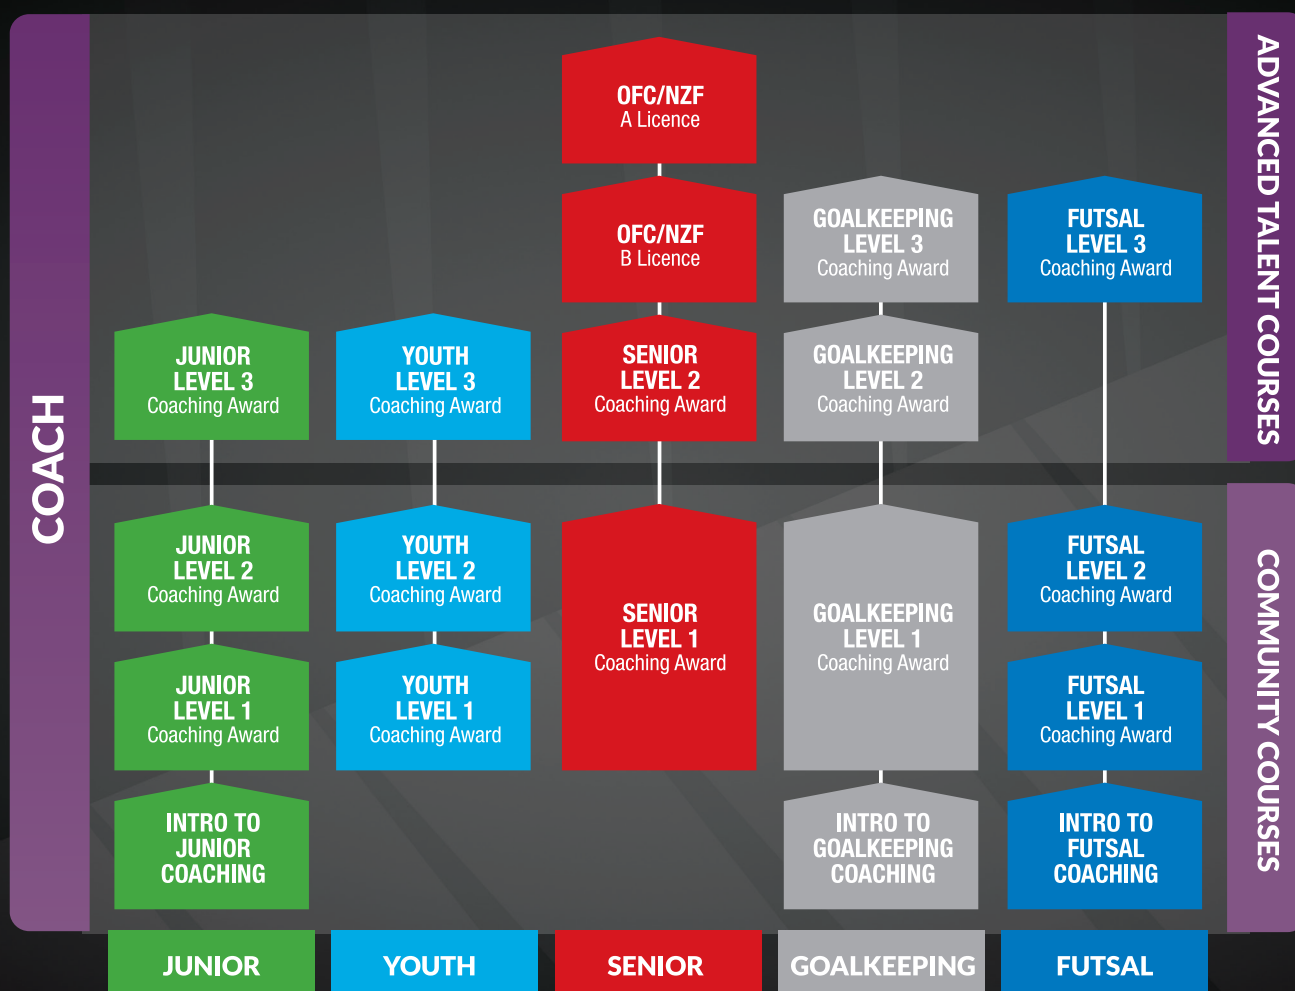 COACH
ADVANCED TALENT COURSES
COMMUNITY COURSES
OFC/NZF
A Licence
OFC/NZF
B Licence
GOALKEEPING
LEVEL 3
Coaching Award
FUTSAL
LEVEL 3
Coaching Award
JUNIOR
LEVEL 3
Coaching Award
YOUTH
LEVEL 3
Coaching Award
SENIOR
LEVEL 2
Coaching Award
GOALKEEPING
LEVEL 2
Coaching Award
JUNIOR
LEVEL 2
Coaching Award
YOUTH
LEVEL 2
Coaching Award
SENIOR
LEVEL 1
Coaching Award
GOALKEEPING
LEVEL 1
Coaching Award
FUTSAL
LEVEL 2
Coaching Award
JUNIOR
LEVEL 1
Coaching Award
YOUTH
LEVEL 1
Coaching Award
FUTSAL
LEVEL 1
Coaching Award
INTRO TO
JUNIOR
COACHING
INTRO TO
GOALKEEPING
COACHING
INTRO TO
FUTSAL
COACHING
JUNIOR
YOUTH
SENIOR
GOALKEEPING
FUTSAL